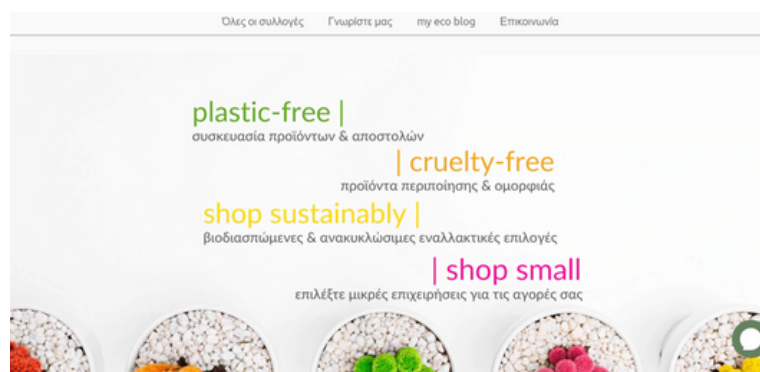 Όλες οι συλλογές Γνωρίστε μας my eco blog Επικοινωνία
plastic-free |
συσκευασία προϊόντων & αποστολών
| cruelty-free
προϊόντα περιποίησης & ομορφιάς
shop sustainably |
βιοδιασπώμενες & ανακυκλώσιμες εναλλακτικές επιλογές
| shop small
επιλέξτε μικρές επιχειρήσεις για τις αγορές σας